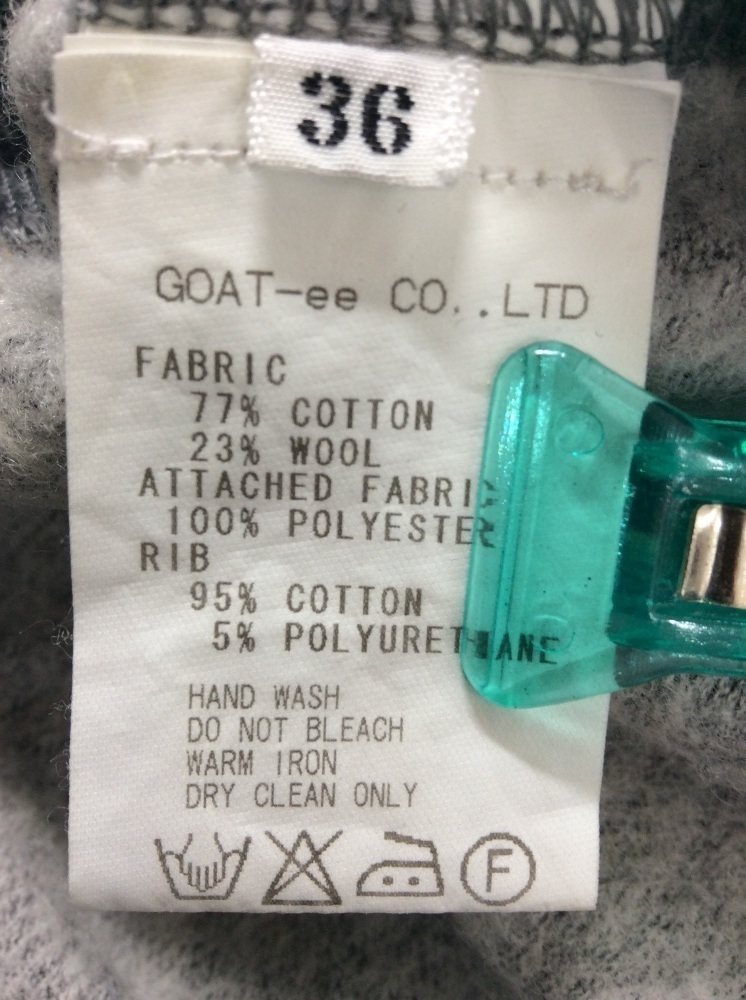 36
GOAT-ee CO..LTD
FABRIC
77% COTTON
23% WOOL
ATTACHED FABRIC
100% POLYESTER
RIB
95% COTTON
5% POLYURETHANE
HAND WASH
DO NOT BLEACH
WARM IRON
DRY CLEAN ONLY
F